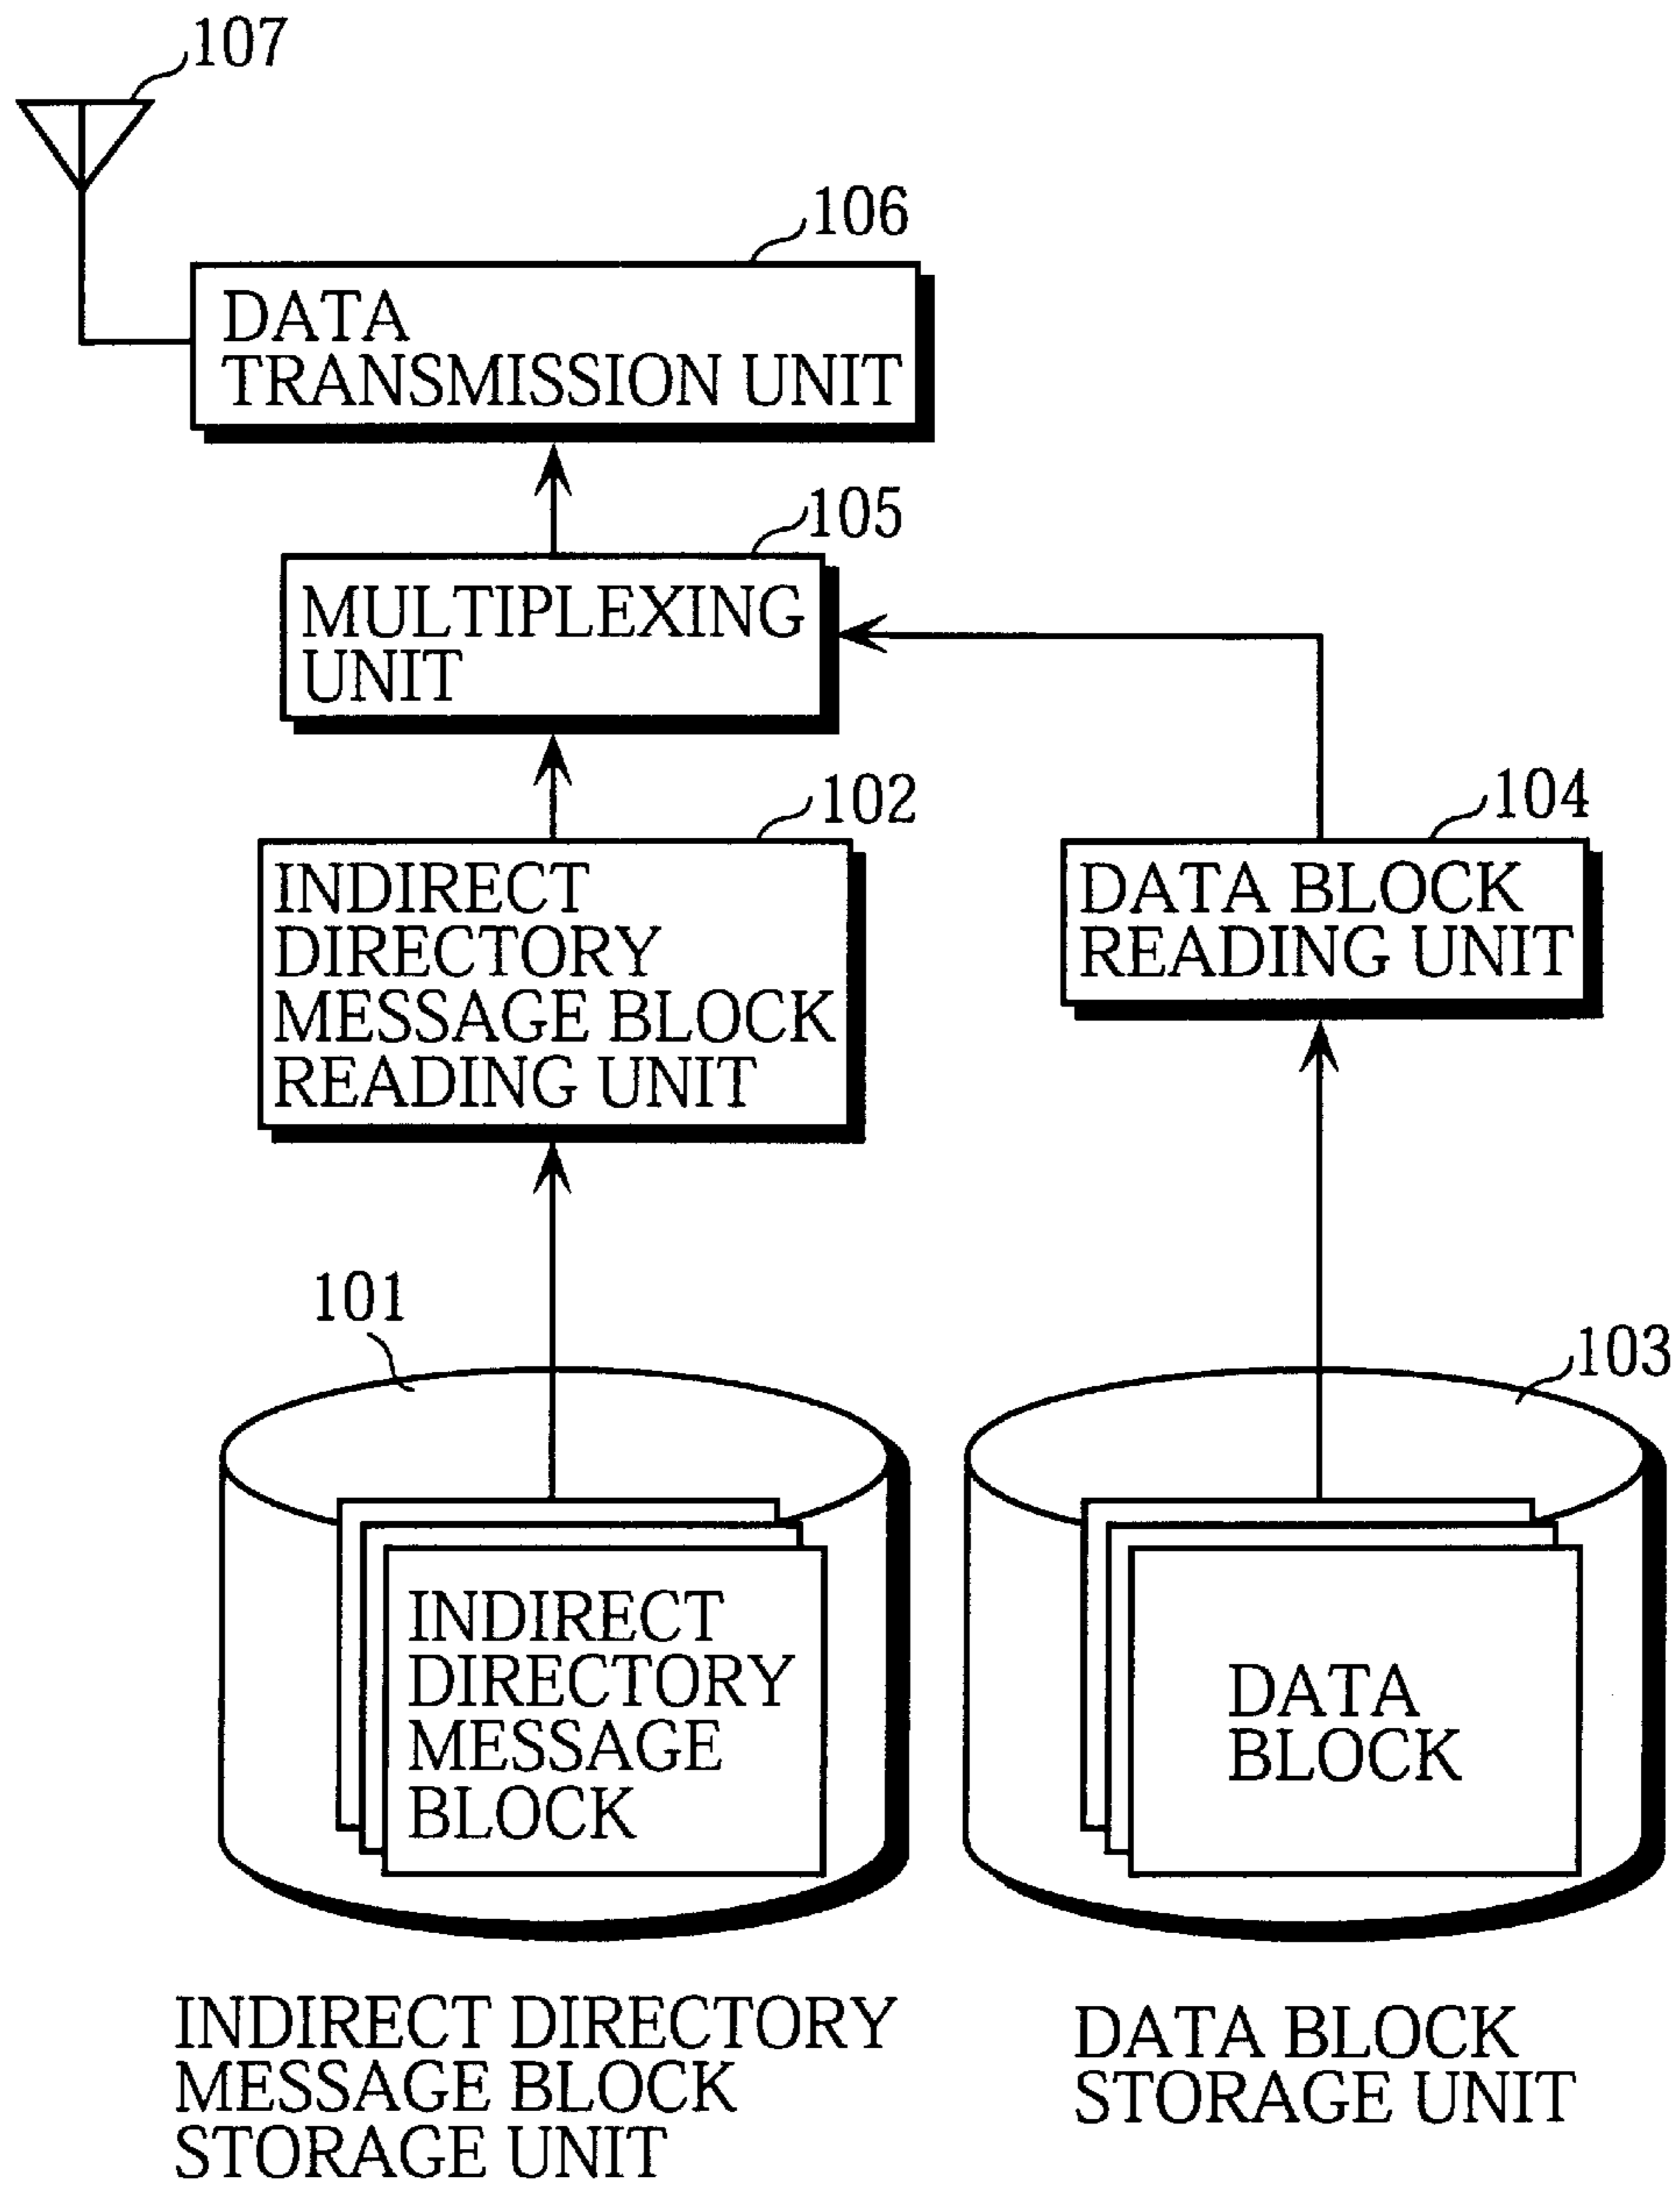 107
106
DATA
TRANSMISSION UNIT
105
MULTIPLEXING
UNIT
102
INDIRECT
DIRECTORY
MESSAGE BLOCK
READING UNIT
104
DATA BLOCK
READING UNIT
101
103
INDIRECT
DIRECTORY
MESSAGE
BLOCK
DATA
BLOCK
INDIRECT DIRECTORY
MESSAGE BLOCK
STORAGE UNIT
DATA BLOCK
STORAGE UNIT